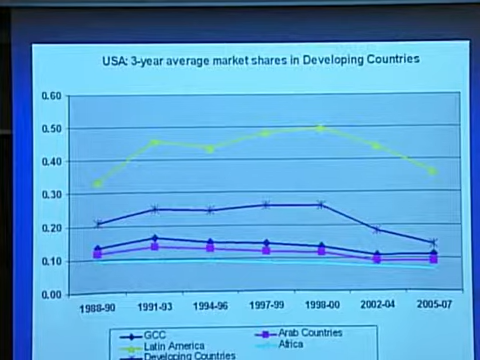 USA: 3-year average market shares in Developing Countries
0.60
0.50
0.40
0.30
0.20
0.10
0.00
1988-90 1991-93 1994-96 1997-99 1998-00 2002-04 2005-07
GCC Arab Countries
Latin America Africa
Developing Countries